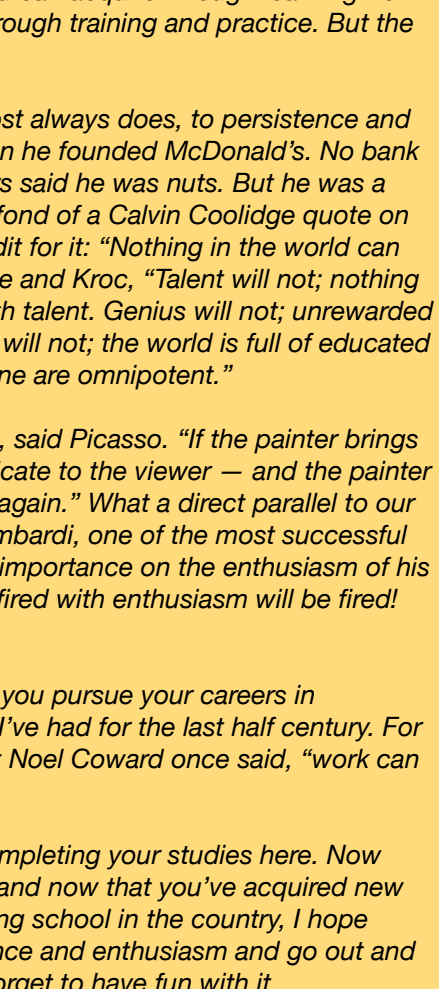 rough training and practice. But the
ost always does, to persistence and
n he founded McDonald’s. No bank
s said he was nuts. But he was a
fond of a Calvin Coolidge quote on
dit for it: “Nothing in the world can
e and Kroc, “Talent will not; nothing
h talent. Genius will not; unrewarded
will not; the world is full of educated
ne are omnipotent.”
, said Picasso. “If the painter brings
icate to the viewer — and the painter
again.” What a direct parallel to our
mbardi, one of the most successful
importance on the enthusiasm of his
fired with enthusiasm will be fired!
you pursue your careers in
I’ve had for the last half century. For
Noel Coward once said, “work can
mpleting your studies here. Now
and now that you’ve acquired new
ng school in the country, I hope
nce and enthusiasm and go out and
orget to have fun with it